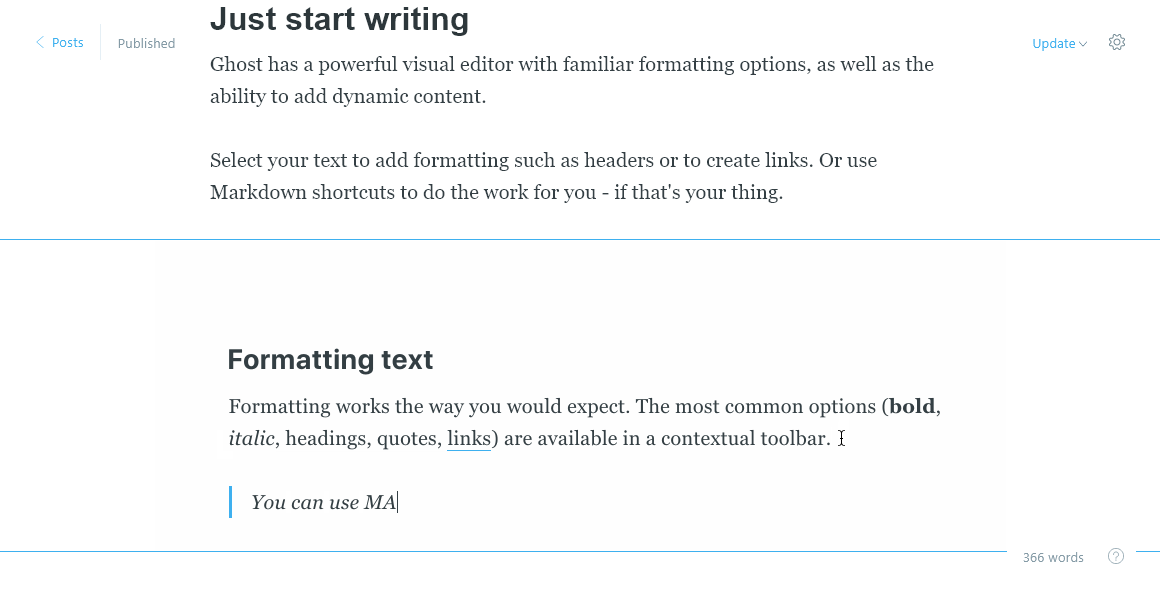 Just start writing
Posts
Published
Update
Ghost has a powerful visual editor with familiar formatting options, as well as the
ability to add dynamic content.
Select your text to add formatting such as headers or to create links. Or use
Markdown shortcuts to do the work for you - if that's your thing.
Formatting text
Formatting works the way you would expect. The most common options (bold,
italic, headings, quotes, links) are available in a contextual toolbar.
You can use MA
366 words
?